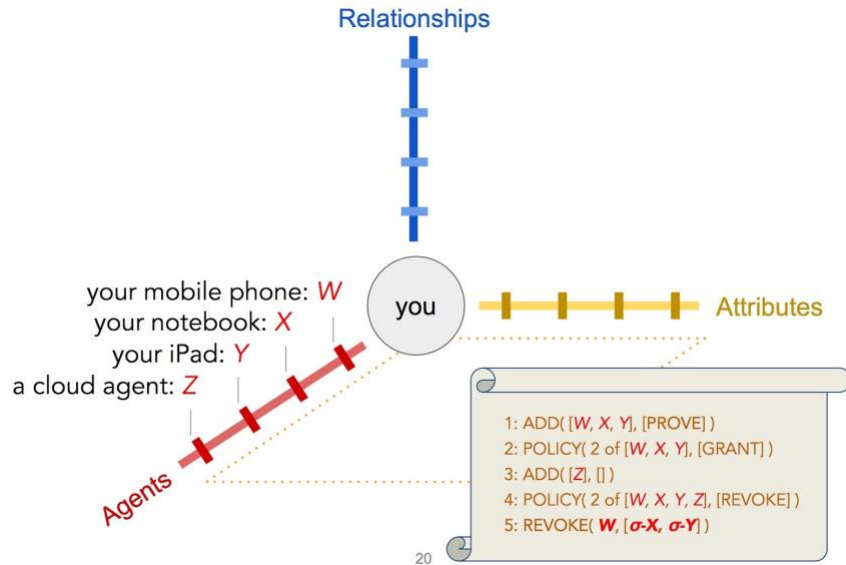 Relationships
your mobile phone: W
your notebook: X
your iPad: Y
a cloud agent: Z
you
Attributes
Agents
1: ADD( [W, X, Y], [PROVE] )
2: POLICY( 2 of [W, X, Y], [GRANT] )
3: ADD( [Z], [] )
4: POLICY( 2 of [W, X, Y, Z], [REVOKE] )
5: REVOKE( W, [σ-X, σ-Y] )
20